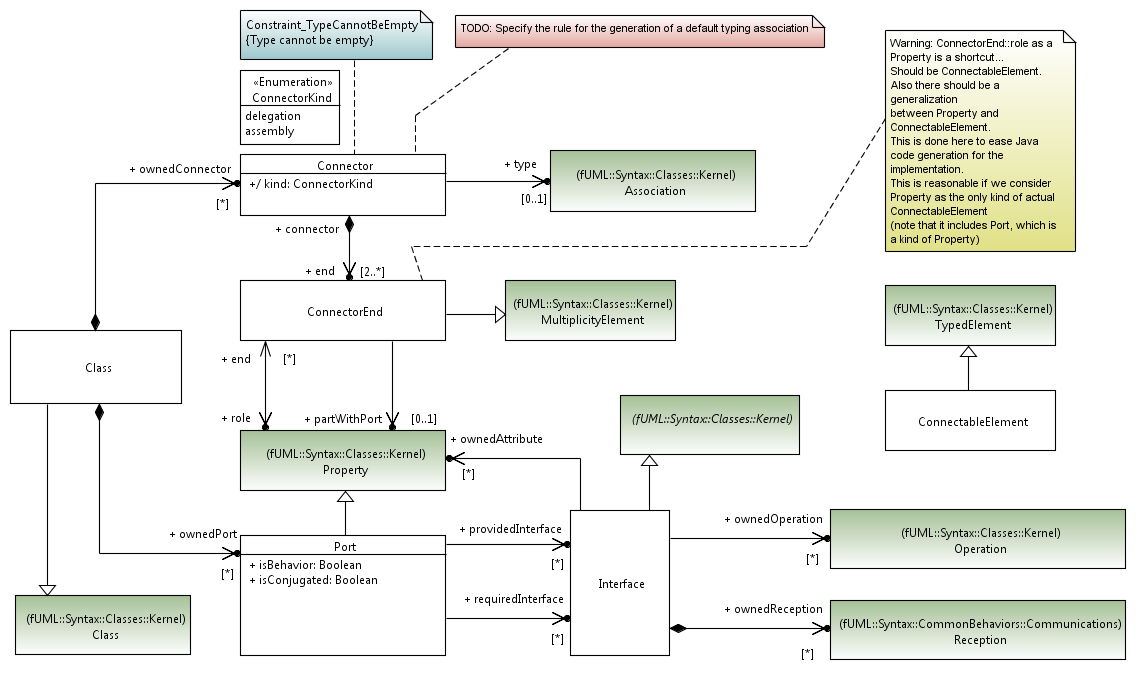 Constraint_TypeCannotBeEmpty
{Type cannot be empty}
TODO: Specify the rule for the generation of a default typing association
Warning: ConnectorEnd::role as a
Property is a shortcut...
Should be ConnectableElement.
Also there should be a
generalization
between Property and
ConnectableElement.
This is done here to ease Java
code generation for the
implementation.
This is reasonable if we consider
Property as the only kind of actual
ConnectableElement
(note that it includes Port, which is
a kind of Property)
«Enumeration»
ConnectorKind
delegation
assembly
+ ownedConnector
[*]
Connector
+/ kind: ConnectorKind
+ type
[0..1]
(fUML::Syntax::Classes::Kernel)
Association
+ connector
+ end
[2..*]
ConnectorEnd
(fUML::Syntax::Classes::Kernel)
MultiplicityElement
(fUML::Syntax::Classes::Kernel)
TypedElement
Class
+ end
[*]
+ role
+ partWithPort
[0..1]
(fUML::Syntax::Classes::Kernel)
ConnectableElement
(fUML::Syntax::Classes::Kernel)
Property
+ ownedAttribute
[*]
+ ownedPort
[*]
Port
+ isBehavior: Boolean
+ isConjugated: Boolean
+ providedInterface
[*]
+ requiredInterface
[*]
Interface
+ ownedOperation
[*]
(fUML::Syntax::Classes::Kernel)
Operation
+ ownedReception
[*]
(fUML::Syntax::CommonBehaviors::Communications)
Reception
(fUML::Syntax::Classes::Kernel)
Class